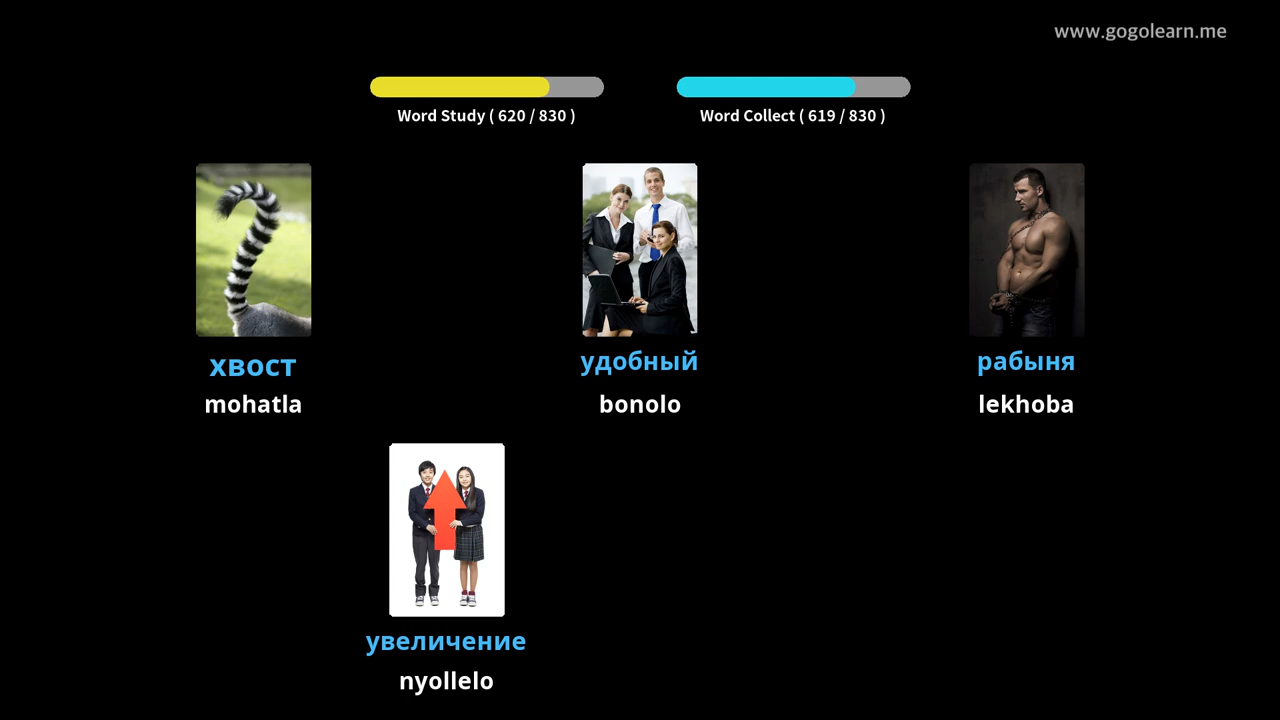 www.gogolearn.me
Word Study ( 620 / 830 )
Word Collect ( 619 / 830 )
хвост
mohatla
удобный
bonolo
рабыня
lekhoba
увеличение
nyollelo